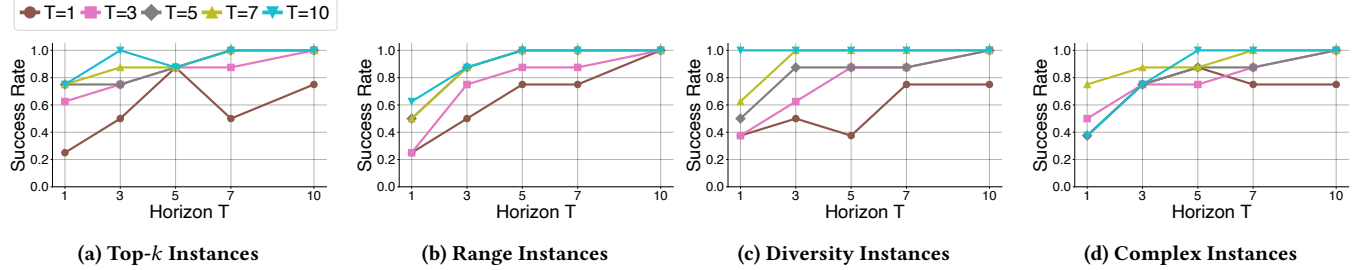 T=1 T=3 T=5 T=7 T=10
Success Rate
1.0
0.8
0.6
0.4
0.2
0.0
1 3 5 7 10
Horizon T
(a) Top-k Instances
Success Rate
1.0
0.8
0.6
0.4
0.2
0.0
1 3 5 7 10
Horizon T
(b) Range Instances
Success Rate
1.0
0.8
0.6
0.4
0.2
0.0
1 3 5 7 10
Horizon T
(c) Diversity Instances
Success Rate
1.0
0.8
0.6
0.4
0.2
0.0
1 3 5 7 10
Horizon T
(d) Complex Instances